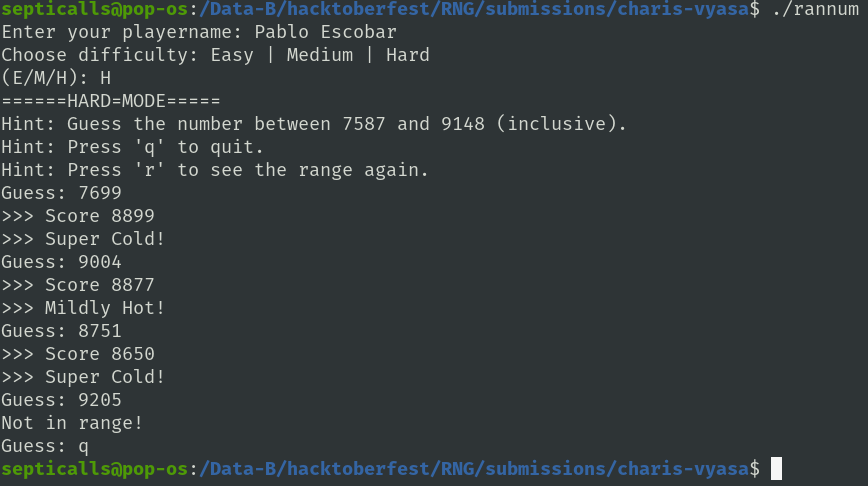 septicalls@pop-os:/Data-B/hacktoberfest/RNG/submissions/charis-vyasa$ ./rannum
Enter your playername: Pablo Escobar
Choose difficulty: Easy | Medium | Hard
(E/M/H): H
======HARD=MODE=====
Hint: Guess the number between 7587 and 9148 (inclusive).
Hint: Press 'q' to quit.
Hint: Press 'r' to see the range again.
Guess: 7699
>>> Score 8899
>>> Super Cold!
Guess: 9004
>>> Score 8877
>>> Mildly Hot!
Guess: 8751
>>> Score 8650
>>> Super Cold!
Guess: 9205
Not in range!
Guess: q
septicalls@pop-os:/Data-B/hacktoberfest/RNG/submissions/charis-vyasa$